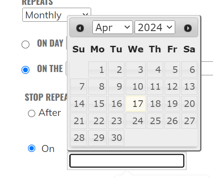 REPEATS
Monthly
Apr 2024
ON DAY
Su Mo Tu We Th Fr Sa
ON THE
1 2 3 4 5 6
7 8 9 10 11 12 13
STOP REPEA
14 15 16 17 18 19 20
After
21 22 23 24 25 26 27
28 29 30
On